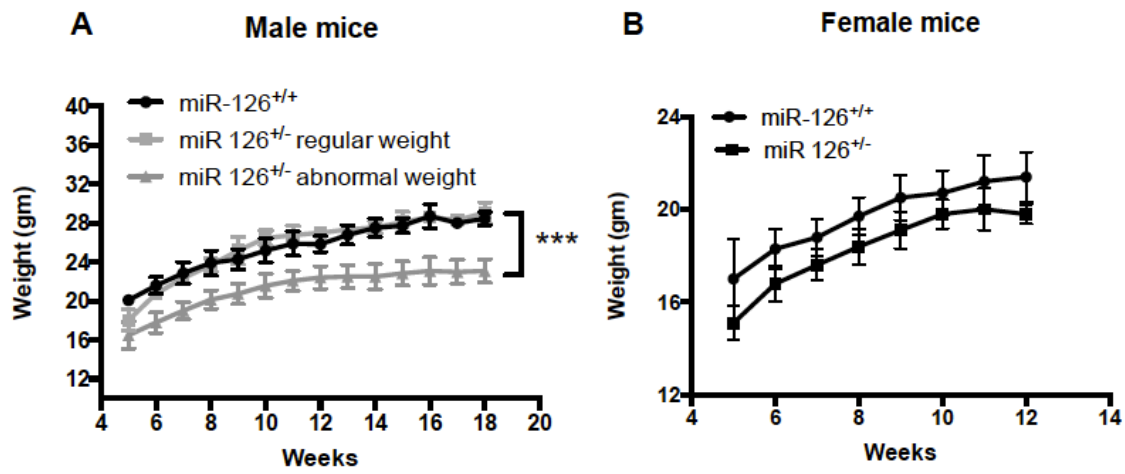 A Male mice
miR-126+/+
miR 126+/- regular weight
miR 126+/- abnormal weight
Weight (gm)
40
36
32
28
24
20
16
12
***
4 6 8 10 12 14 16 18 20
Weeks
B Female mice
miR-126+/+
miR 126+/-
Weight (gm)
24
20
16
12
4 6 8 10 12 14
Weeks